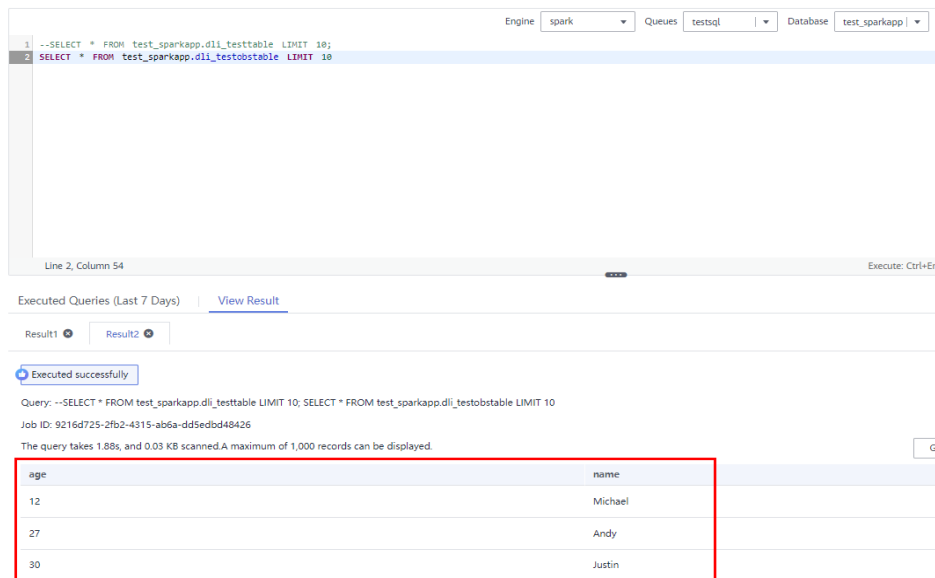 Engine spark Queues testsql Database test_sparkapp
1 --SELECT * FROM test_sparkapp.dli_testtable LIMIT 10;
2 SELECT * FROM test_sparkapp.dli_testobstable LIMIT 10
Line 2, Column 54 Execute: Ctrl+En
Executed Queries (Last 7 Days) View Result
Result1 Result2
Executed successfully
Query: --SELECT * FROM test_sparkapp.dli_testtable LIMIT 10; SELECT * FROM test_sparkapp.dli_testobstable LIMIT 10
Job ID: 9216d725-2fb2-4315-ab6a-dd5edbd48426
The query takes 1.88s, and 0.03 KB scanned.A maximum of 1,000 records can be displayed.
age name
12 Michael
27 Andy
30 Justin